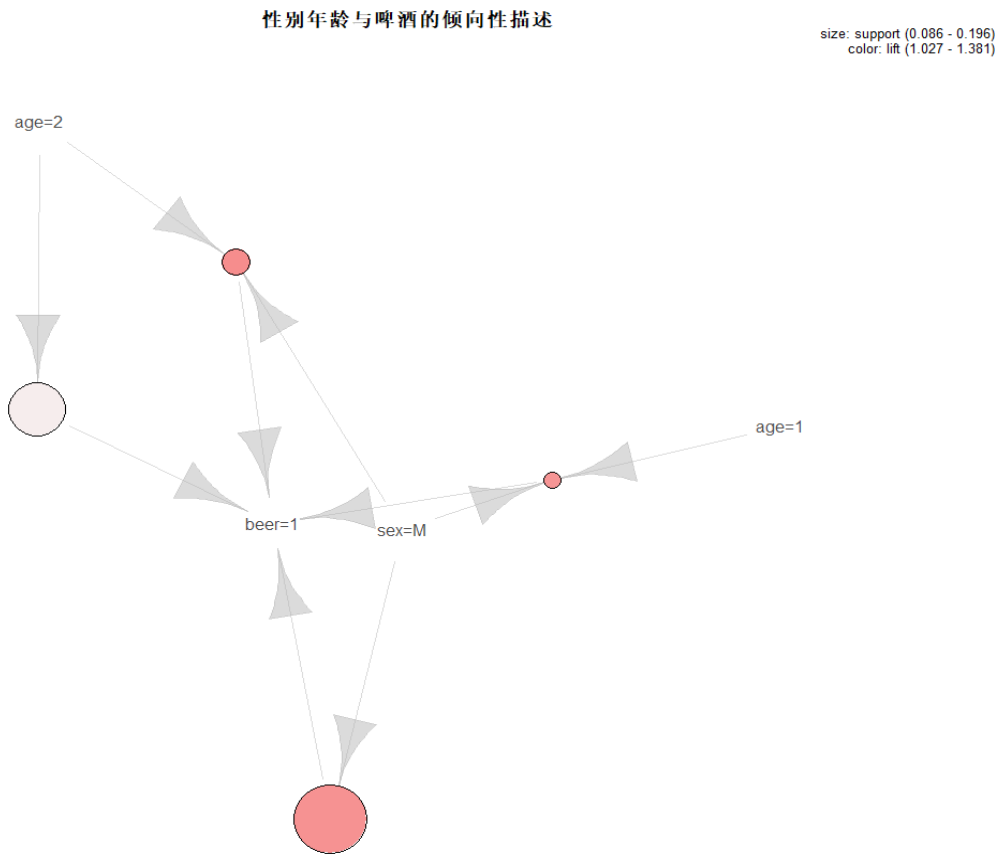 性别年龄与啤酒的倾向性描述
size: support (0.086 - 0.196)
color: lift (1.027 - 1.381)
age=2
age=1
beer=1
sex=M